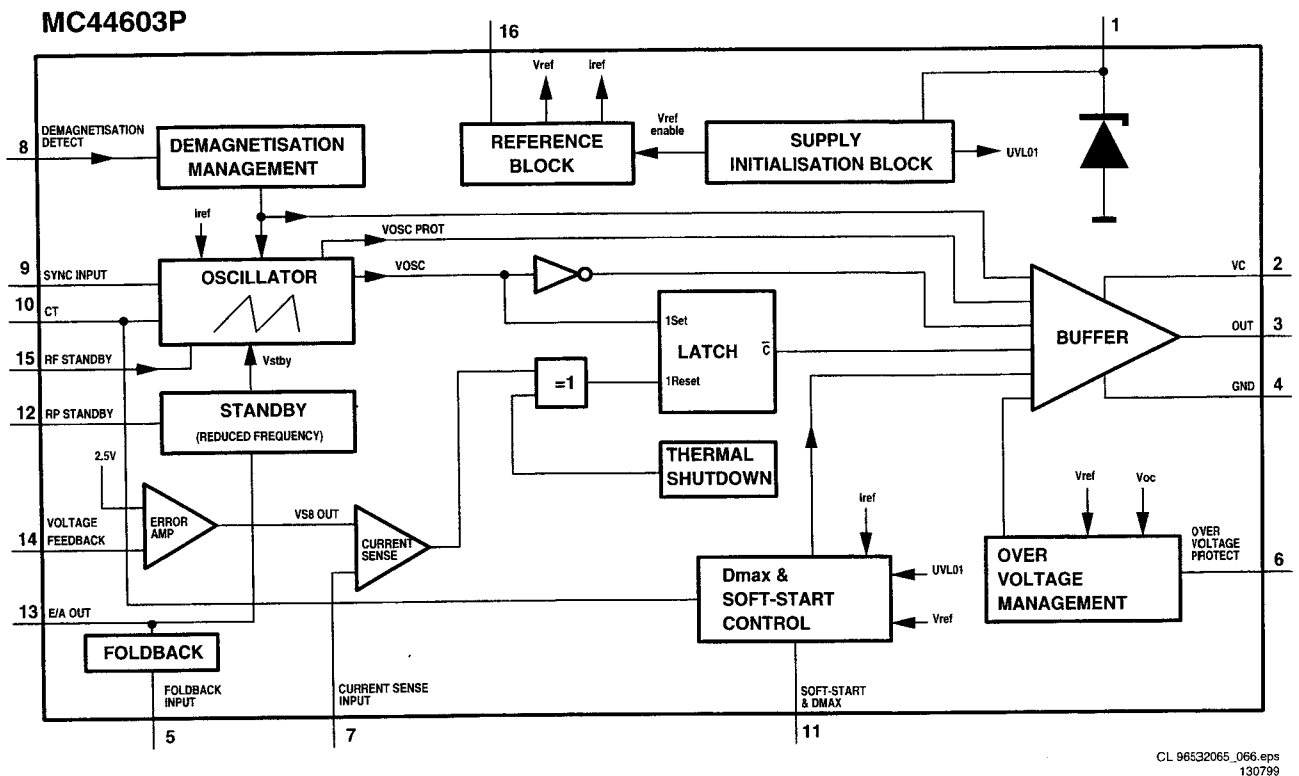 MC44603P
16
1
Vref
Iref
8
DEMAGNETISATION
DETECT
DEMAGNETISATION
MANAGEMENT
REFERENCE
BLOCK
Vref
enable
SUPPLY
INITIALISATION BLOCK
UVL01
Iref
VOSC PROT
9
SYNC INPUT
OSCILLATOR
VOSC
VC
2
10
CT
1Set
LATCH
C̅
1Reset
BUFFER
OUT
3
15
RF STANDBY
Vstby
=1
GND
4
12
RP STANDBY
STANDBY
(REDUCED FREQUENCY)
THERMAL
SHUTDOWN
2.5V
ERROR
AMP
VS8 OUT
CURRENT
SENSE
14
VOLTAGE
FEEDBACK
Iref
Vref
Voc
OVER
VOLTAGE
PROTECT
6
Dmax &
SOFT-START
CONTROL
UVL01
Vref
OVER
VOLTAGE
MANAGEMENT
13
E/A OUT
FOLDBACK
FOLDBACK
INPUT
5
CURRENT SENSE
INPUT
7
SOFT-START
& DMAX
11
CL 96532065_066.eps
130799